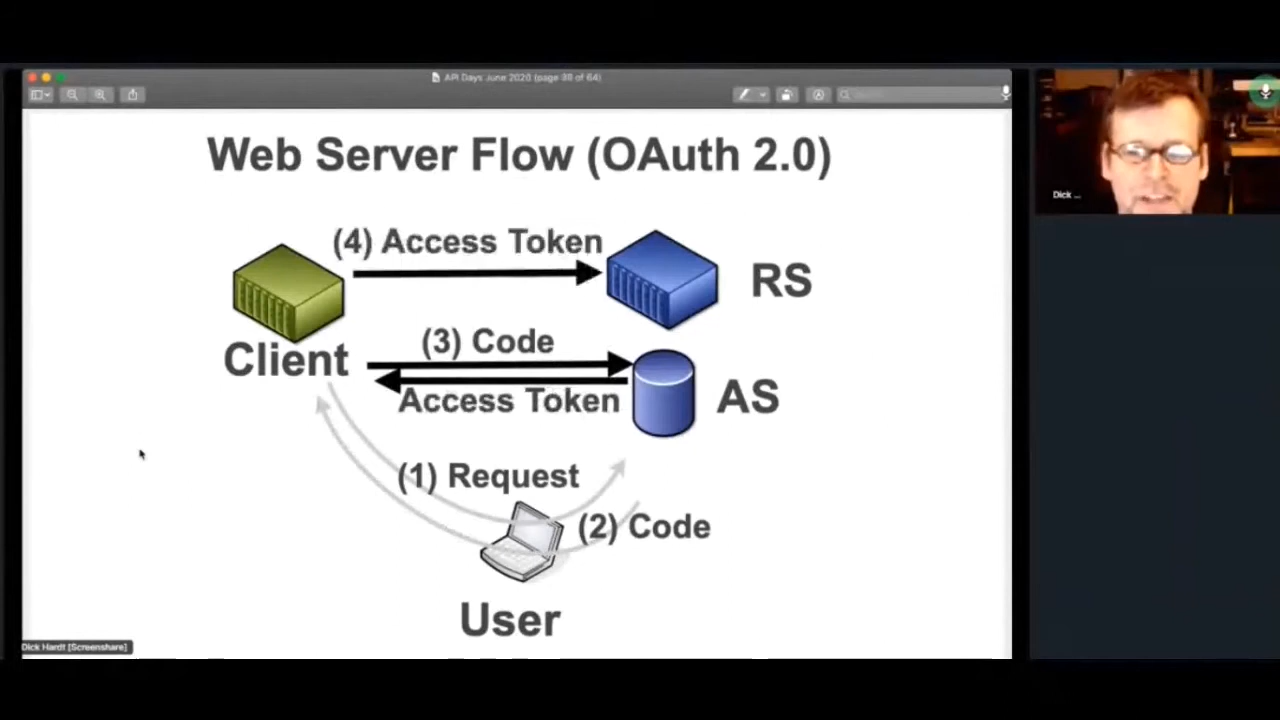 API Days June 2020 (page 38 of 64)
Web Server Flow (OAuth 2.0)
(4) Access Token
RS
(3) Code
Client
Access Token
AS
(1) Request
(2) Code
User
Dick Hardt [Screenshare]
Dick ...